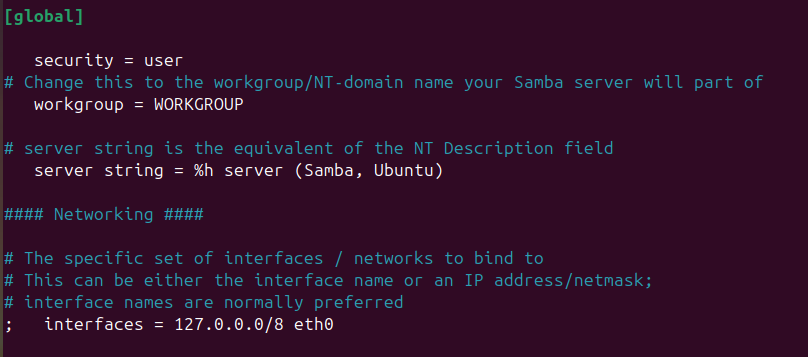 [global]
security = user
# Change this to the workgroup/NT-domain name your Samba server will part of
workgroup = WORKGROUP
# server string is the equivalent of the NT Description field
server string = %h server (Samba, Ubuntu)
#### Networking ####
# The specific set of interfaces / networks to bind to
# This can be either the interface name or an IP address/netmask;
# interface names are normally preferred
;   interfaces = 127.0.0.0/8 eth0